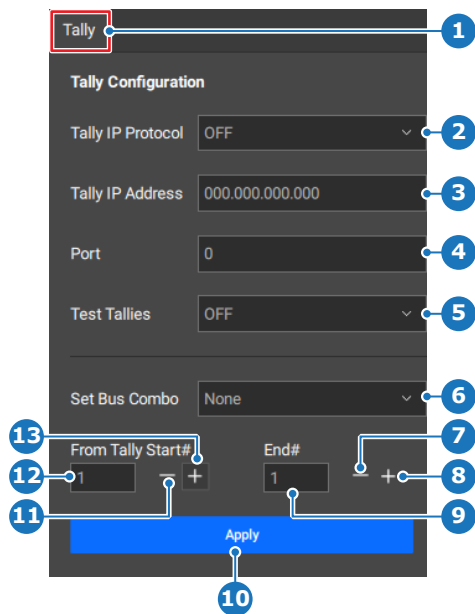 Tally 1
Tally Configuration
Tally IP Protocol OFF 2
Tally IP Address 000.000.000.000 3
Port 0 4
Test Tallies OFF 5
Set Bus Combo None 6
13 7
From Tally Start# End#
12 1 − + 1 − + 8
11 9
Apply
10